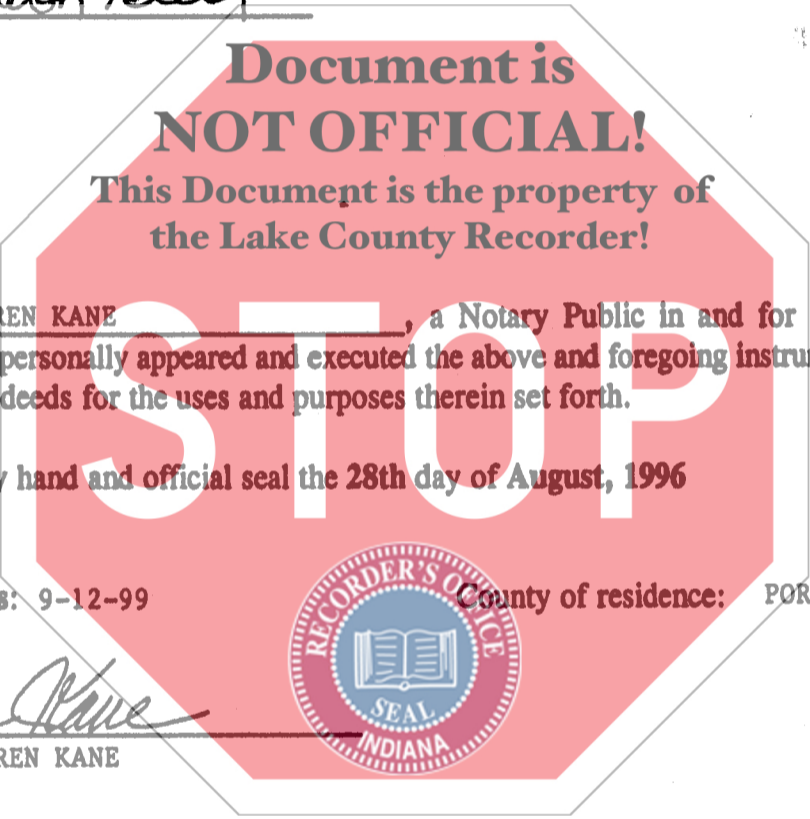 Document is
NOT OFFICIAL!
This Document is the property of
the Lake County Recorder!
STOP
REN KANE, a Notary Public in and for
personally appeared and executed the above and foregoing instru
deeds for the uses and purposes therein set forth.
hand and official seal the 28th day of August, 1996
s: 9-12-99 County of residence: POR
RECORDER'S OFFICE
SEAL
INDIANA
Kane
REN KANE